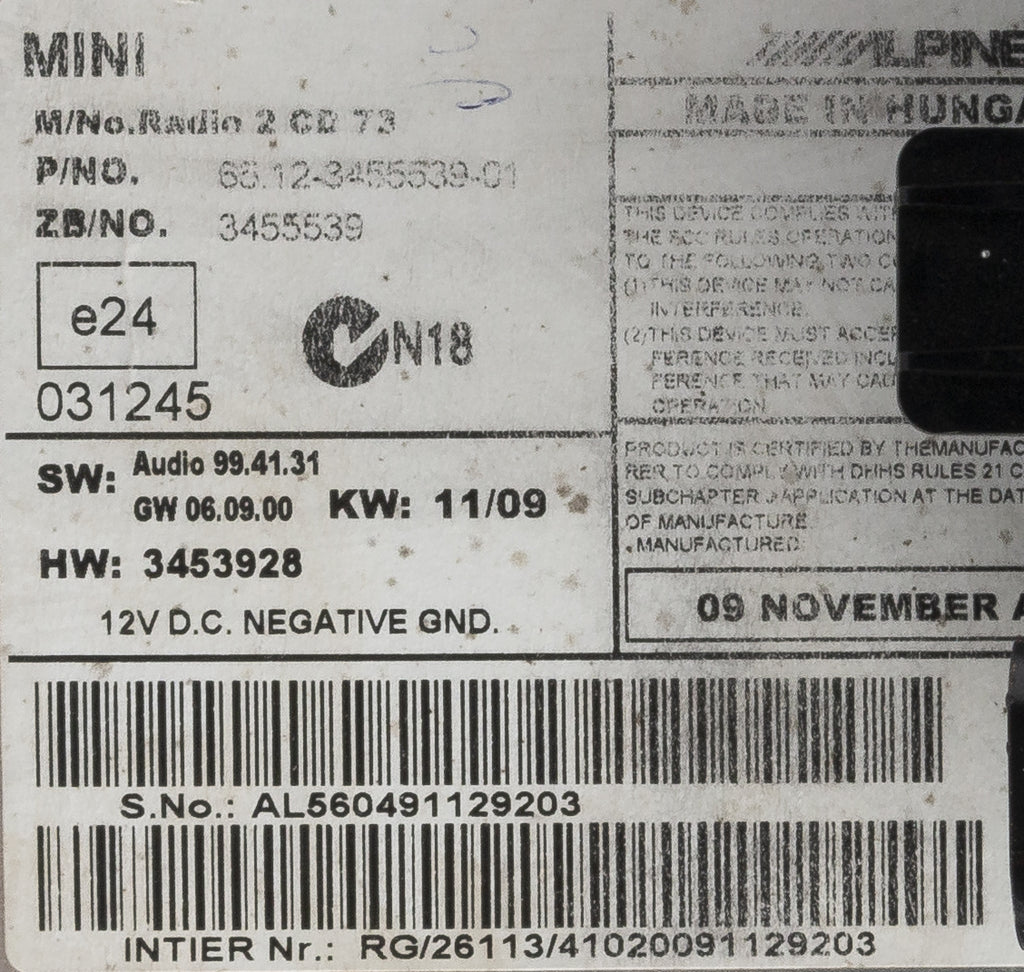 MINI
M/No.Radio 2 CD 73
P/NO. 65.12-3455539-01
ZB/NO. 3455539
e24
N18
031245
SW: Audio 99.41.31
GW 06.09.00
KW: 11/09
HW: 3453928
12V D.C. NEGATIVE GND.
ALPINE
MADE IN HUNGA
THIS DEVICE COMPLIES WITH
THE FCC RULES.OPERATION
TO THE FOLLOWING TWO CO
(1)THIS DEVICE MAY NOT CA
INTERFERENCE.
(2)THIS DEVICE MUST ACCEP
FERENCE RECEIVED INCL
FERENCE THAT MAY CAU
OPERATION
PRODUCT IS CERTIFIED BY THEMANUFAC
RER TO COMPLY WITH DHHS RULES 21 C
SUBCHAPTER J APPLICATION AT THE DAT
OF MANUFACTURE.
.MANUFACTURED:
09 NOVEMBER A
S.No.: AL560491129203
INTIER Nr.: RG/26113/41020091129203